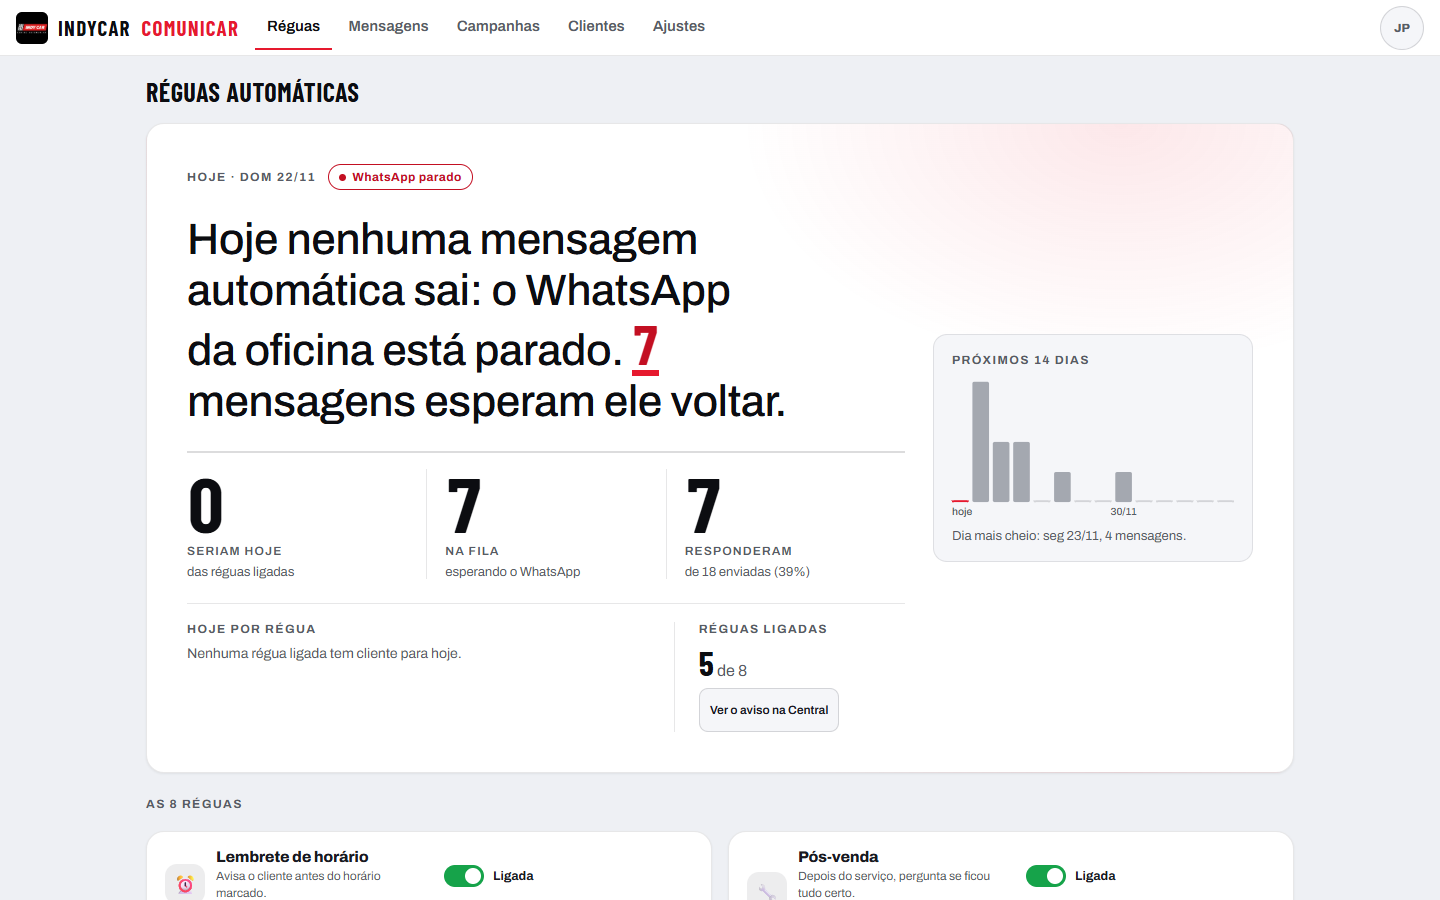 INDYCAR COMUNICAR
Réguas
Mensagens
Campanhas
Clientes
Ajustes
JP
RÉGUAS AUTOMÁTICAS
HOJE · DOM 22/11
WhatsApp parado
Hoje nenhuma mensagem
automática sai: o WhatsApp
da oficina está parado. 7
mensagens esperam ele voltar.
0
SERIAM HOJE
das réguas ligadas
7
NA FILA
esperando o WhatsApp
7
RESPONDERAM
de 18 enviadas (39%)
HOJE POR RÉGUA
Nenhuma régua ligada tem cliente para hoje.
RÉGUAS LIGADAS
5 de 8
Ver o aviso na Central
PRÓXIMOS 14 DIAS
hoje
30/11
Dia mais cheio: seg 23/11, 4 mensagens.
AS 8 RÉGUAS
Lembrete de horário
Avisa o cliente antes do horário
marcado.
Ligada
Pós-venda
Depois do serviço, pergunta se ficou
tudo certo.
Ligada